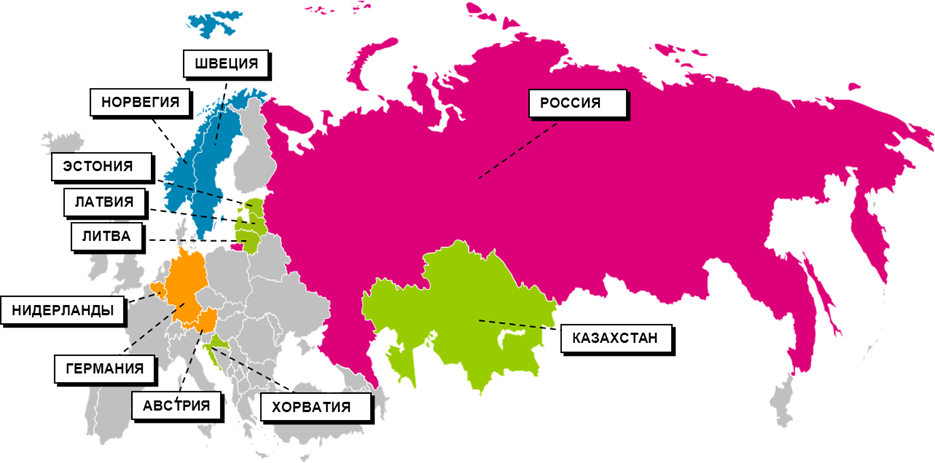 ШВЕЦИЯ
НОРВЕГИЯ
РОССИЯ
ЭСТОНИЯ
ЛАТВИЯ
ЛИТВА
НИДЕРЛАНДЫ
КАЗАХСТАН
ГЕРМАНИЯ
АВСТРИЯ
ХОРВАТИЯ